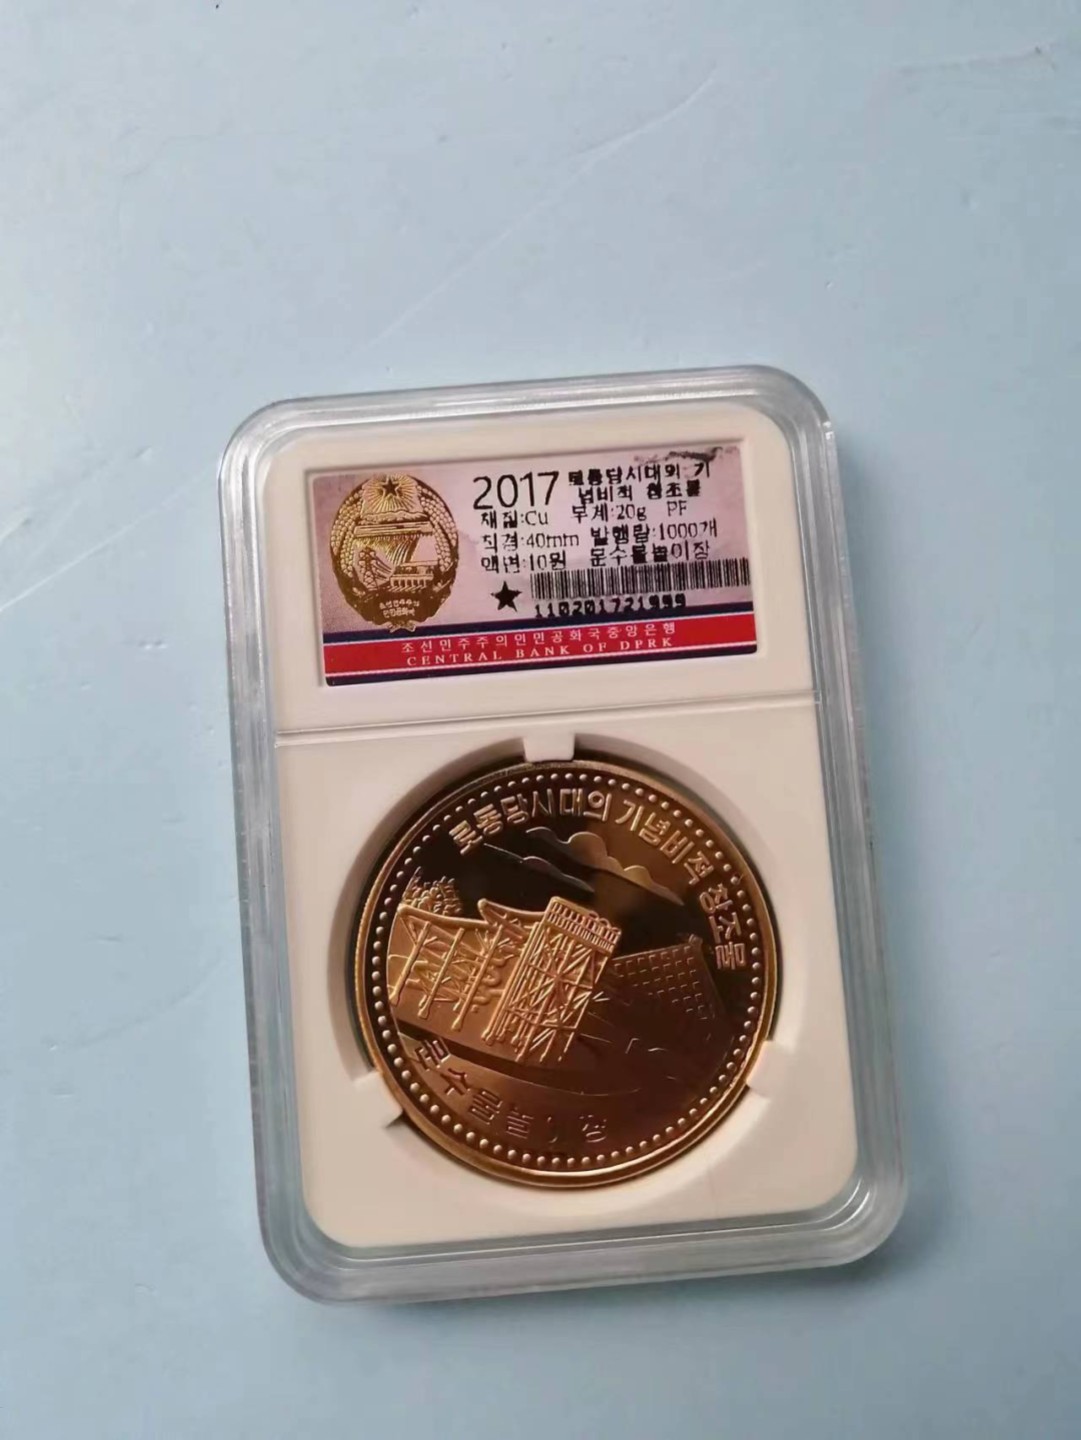 2017 로동당시대의 기
념비적 창조물
재질:Cu 무게:20g PF
직경:40mm 발행량:1000개
액면:10원 문수물놀이장
110201721999
조선민주주의인민공화국중앙은행
CENTRAL BANK OF DPRK
로동당시대의 기념비적 창조물
문수물놀이장